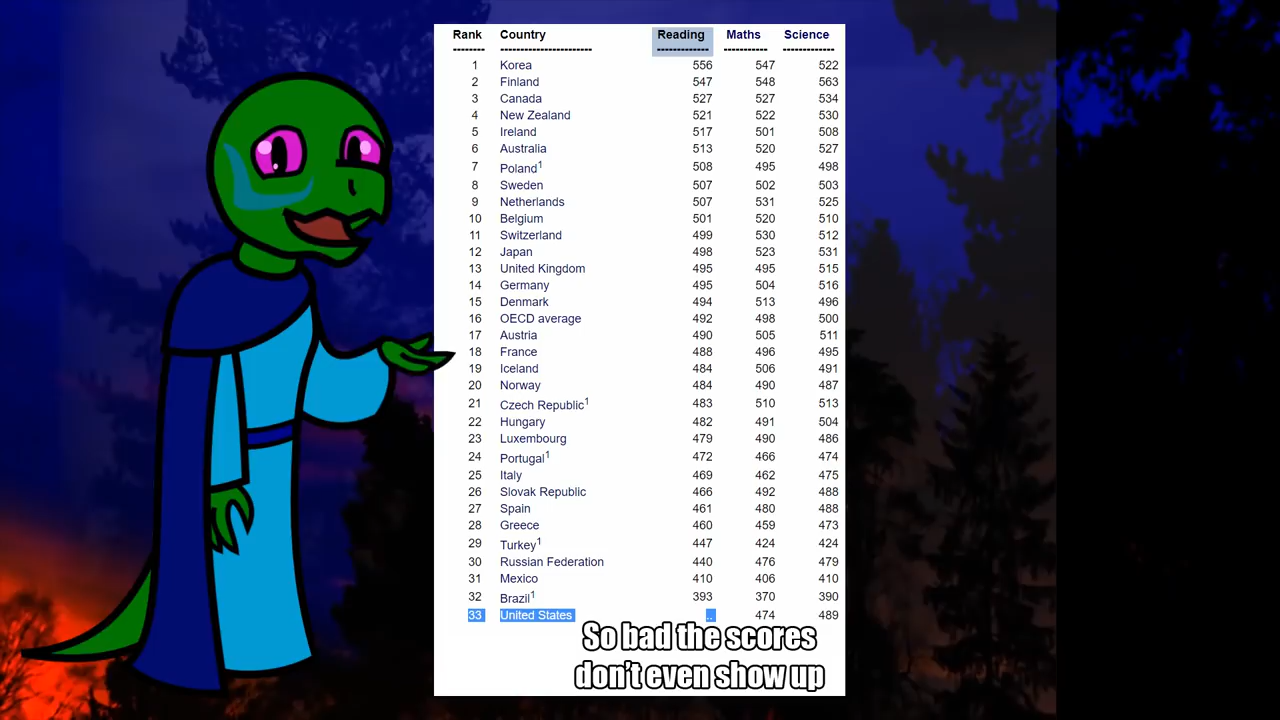 Rank Country Reading Maths Science
-------- ----------------------- ------------- ----------- -------------
1 Korea 556 547 522
2 Finland 547 548 563
3 Canada 527 527 534
4 New Zealand 521 522 530
5 Ireland 517 501 508
6 Australia 513 520 527
7 Poland¹ 508 495 498
8 Sweden 507 502 503
9 Netherlands 507 531 525
10 Belgium 501 520 510
11 Switzerland 499 530 512
12 Japan 498 523 531
13 United Kingdom 495 495 515
14 Germany 495 504 516
15 Denmark 494 513 496
16 OECD average 492 498 500
17 Austria 490 505 511
18 France 488 496 495
19 Iceland 484 506 491
20 Norway 484 490 487
21 Czech Republic¹ 483 510 513
22 Hungary 482 491 504
23 Luxembourg 479 490 486
24 Portugal¹ 472 466 474
25 Italy 469 462 475
26 Slovak Republic 466 492 488
27 Spain 461 480 488
28 Greece 460 459 473
29 Turkey¹ 447 424 424
30 Russian Federation 440 476 479
31 Mexico 410 406 410
32 Brazil¹ 393 370 390
33 United States .. 474 489
So bad the scores
don't even show up